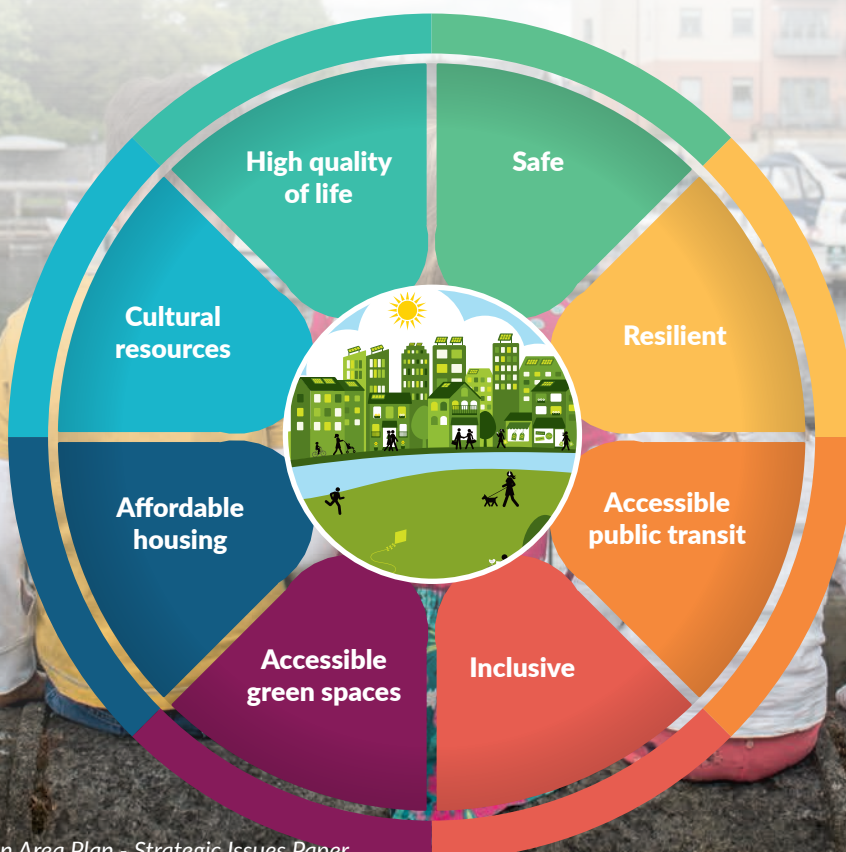 High quality
of life
Safe
Resilient
Accessible
public transit
Inclusive
Accessible
green spaces
Affordable
housing
Cultural
resources
Area Plan - Strategic Issues Paper